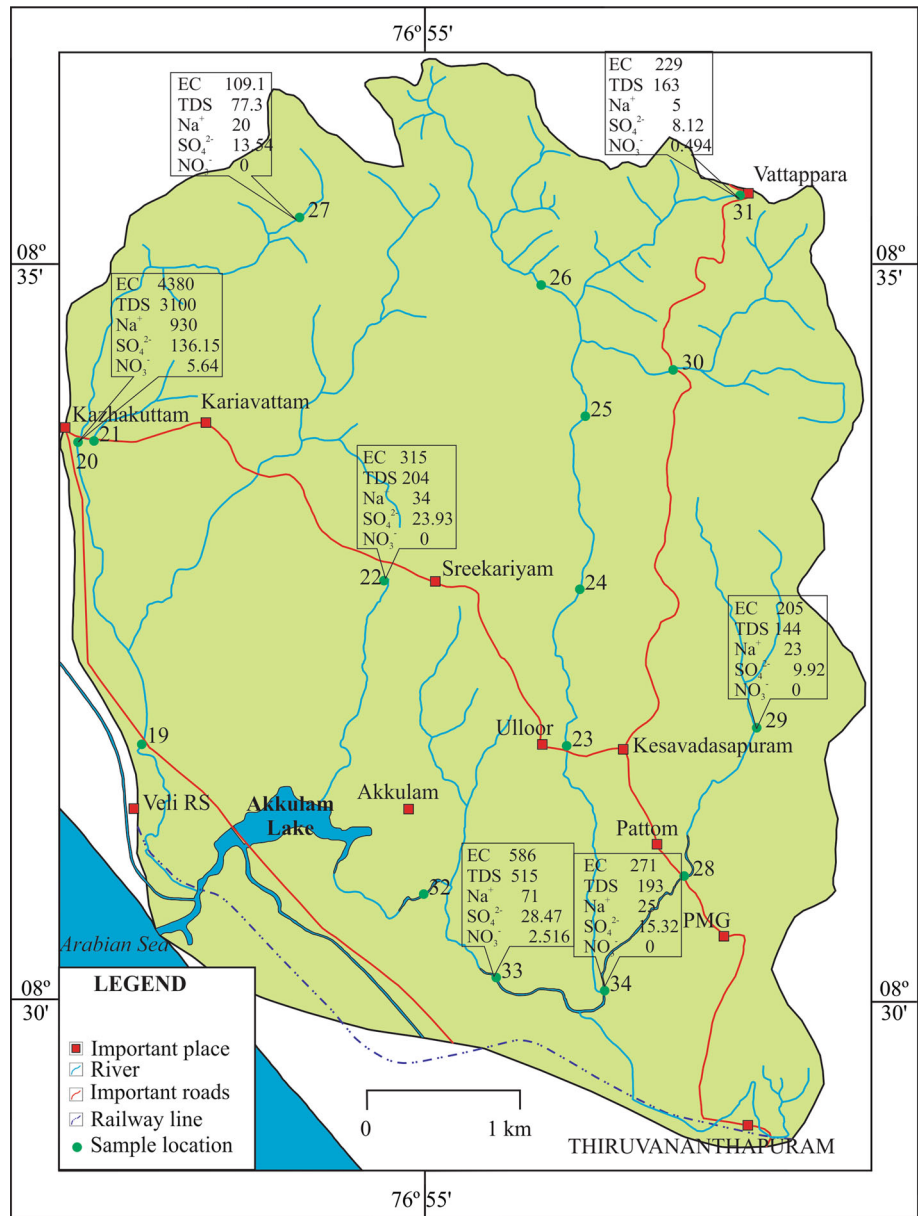 76º 55'
EC 109.1
TDS 77.3
Na⁺ 20
SO₄²⁻ 13.54
NO₃⁻ 0
EC 229
TDS 163
Na⁺ 5
SO₄²⁻ 8.12
NO₃⁻ 0.494
Vattappara
31
27
08º
35'
08º
35'
26
EC 4380
TDS 3100
Na⁺ 930
SO₄²⁻ 136.15
NO₃⁻ 5.64
30
25
Kazhakuttam
Kariavattam
21
20
EC 315
TDS 204
Na 34
SO₄²⁻ 23.93
NO₃⁻ 0
22
Sreekariyam
24
EC 205
TDS 144
Na⁺ 23
SO₄²⁻ 9.92
NO₃⁻ 0
29
19
Ulloor
23
Kesavadasapuram
Veli RS
Akkulam
Lake
Akkulam
Pattom
EC 586
TDS 515
Na⁺ 71
SO₄²⁻ 28.47
NO₃⁻ 2.516
EC 271
TDS 193
Na⁺ 25
SO₄²⁻ 15.32
NO₃⁻ 0
28
32
PMG
Arabian Sea
33
34
08º
30'
08º
30'
LEGEND
Important place
River
Important roads
Railway line
Sample location
0 1 km
THIRUVANANTHAPURAM
76º 55'